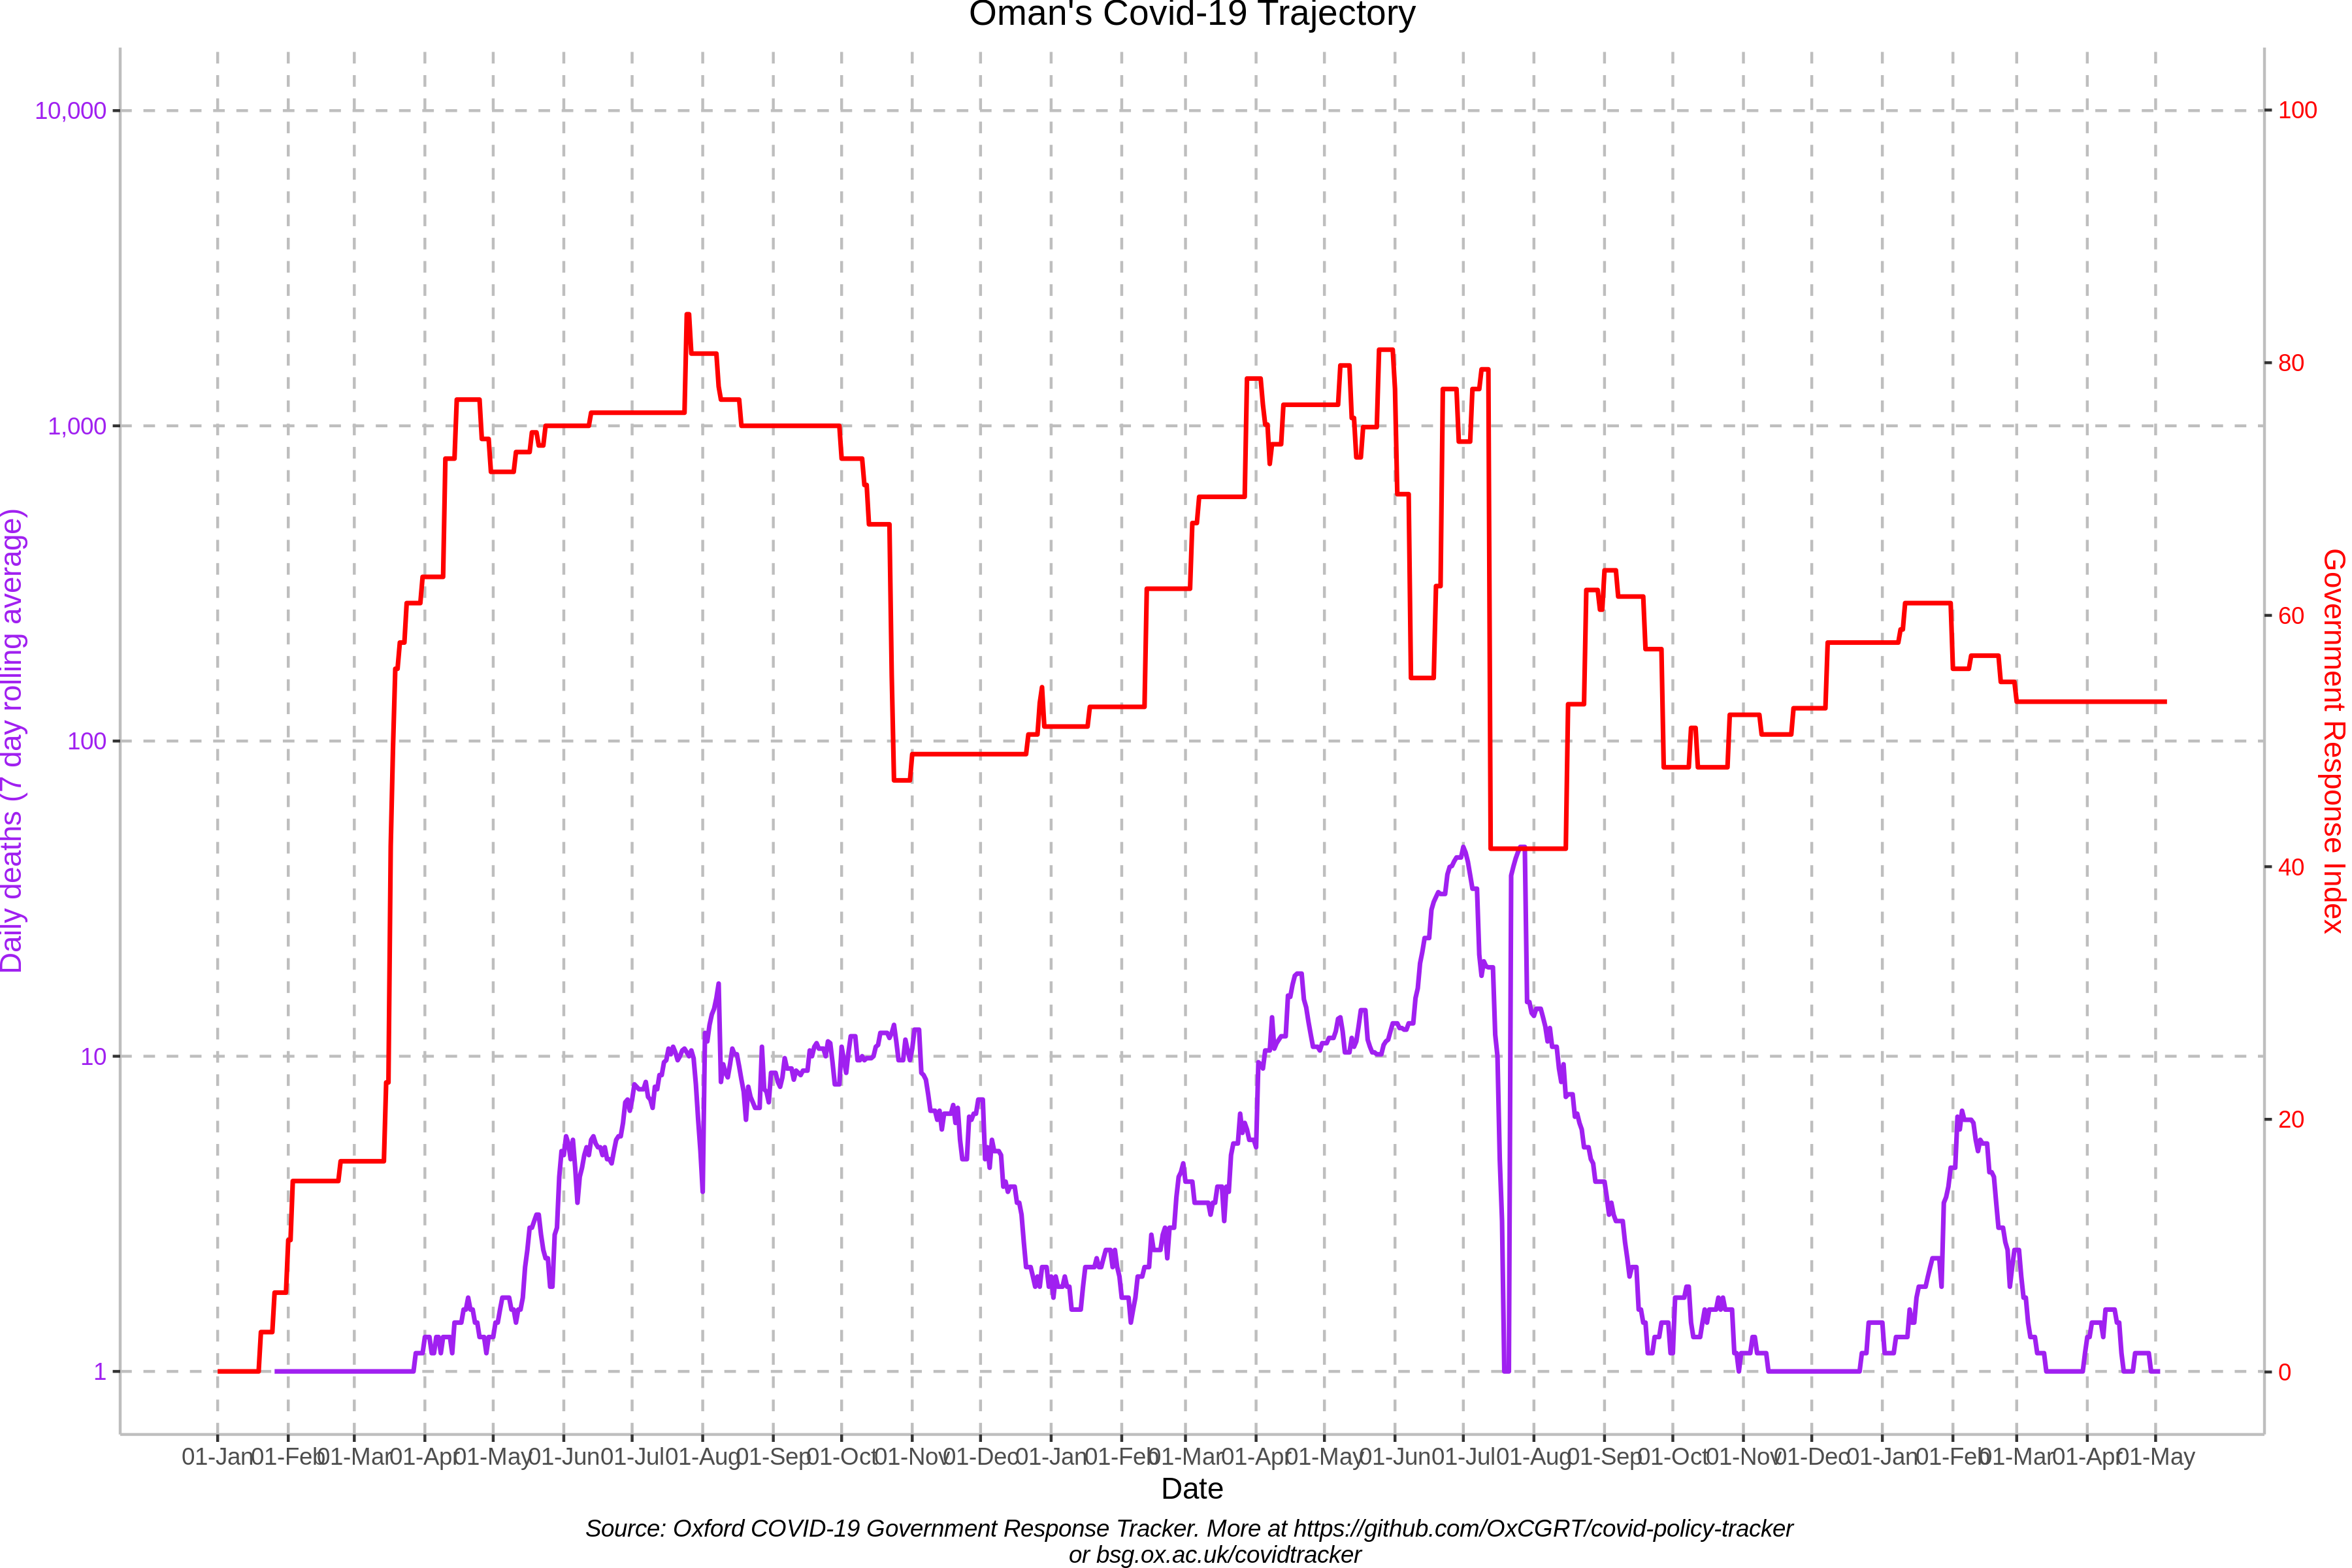 Oman's Covid-19 Trajectory
10,000
1,000
100
10
1
Daily deaths (7 day rolling average)
100
80
60
40
20
0
Government Response Index
01-Jan 01-Feb 01-Mar 01-Apr 01-May 01-Jun 01-Jul 01-Aug 01-Sep 01-Oct 01-Nov 01-Dec 01-Jan 01-Feb 01-Mar 01-Apr 01-May 01-Jun 01-Jul 01-Aug 01-Sep 01-Oct 01-Nov 01-Dec 01-Jan 01-Feb 01-Mar 01-Apr 01-May
Date
Source: Oxford COVID-19 Government Response Tracker. More at https://github.com/OxCGRT/covid-policy-tracker
or bsg.ox.ac.uk/covidtracker